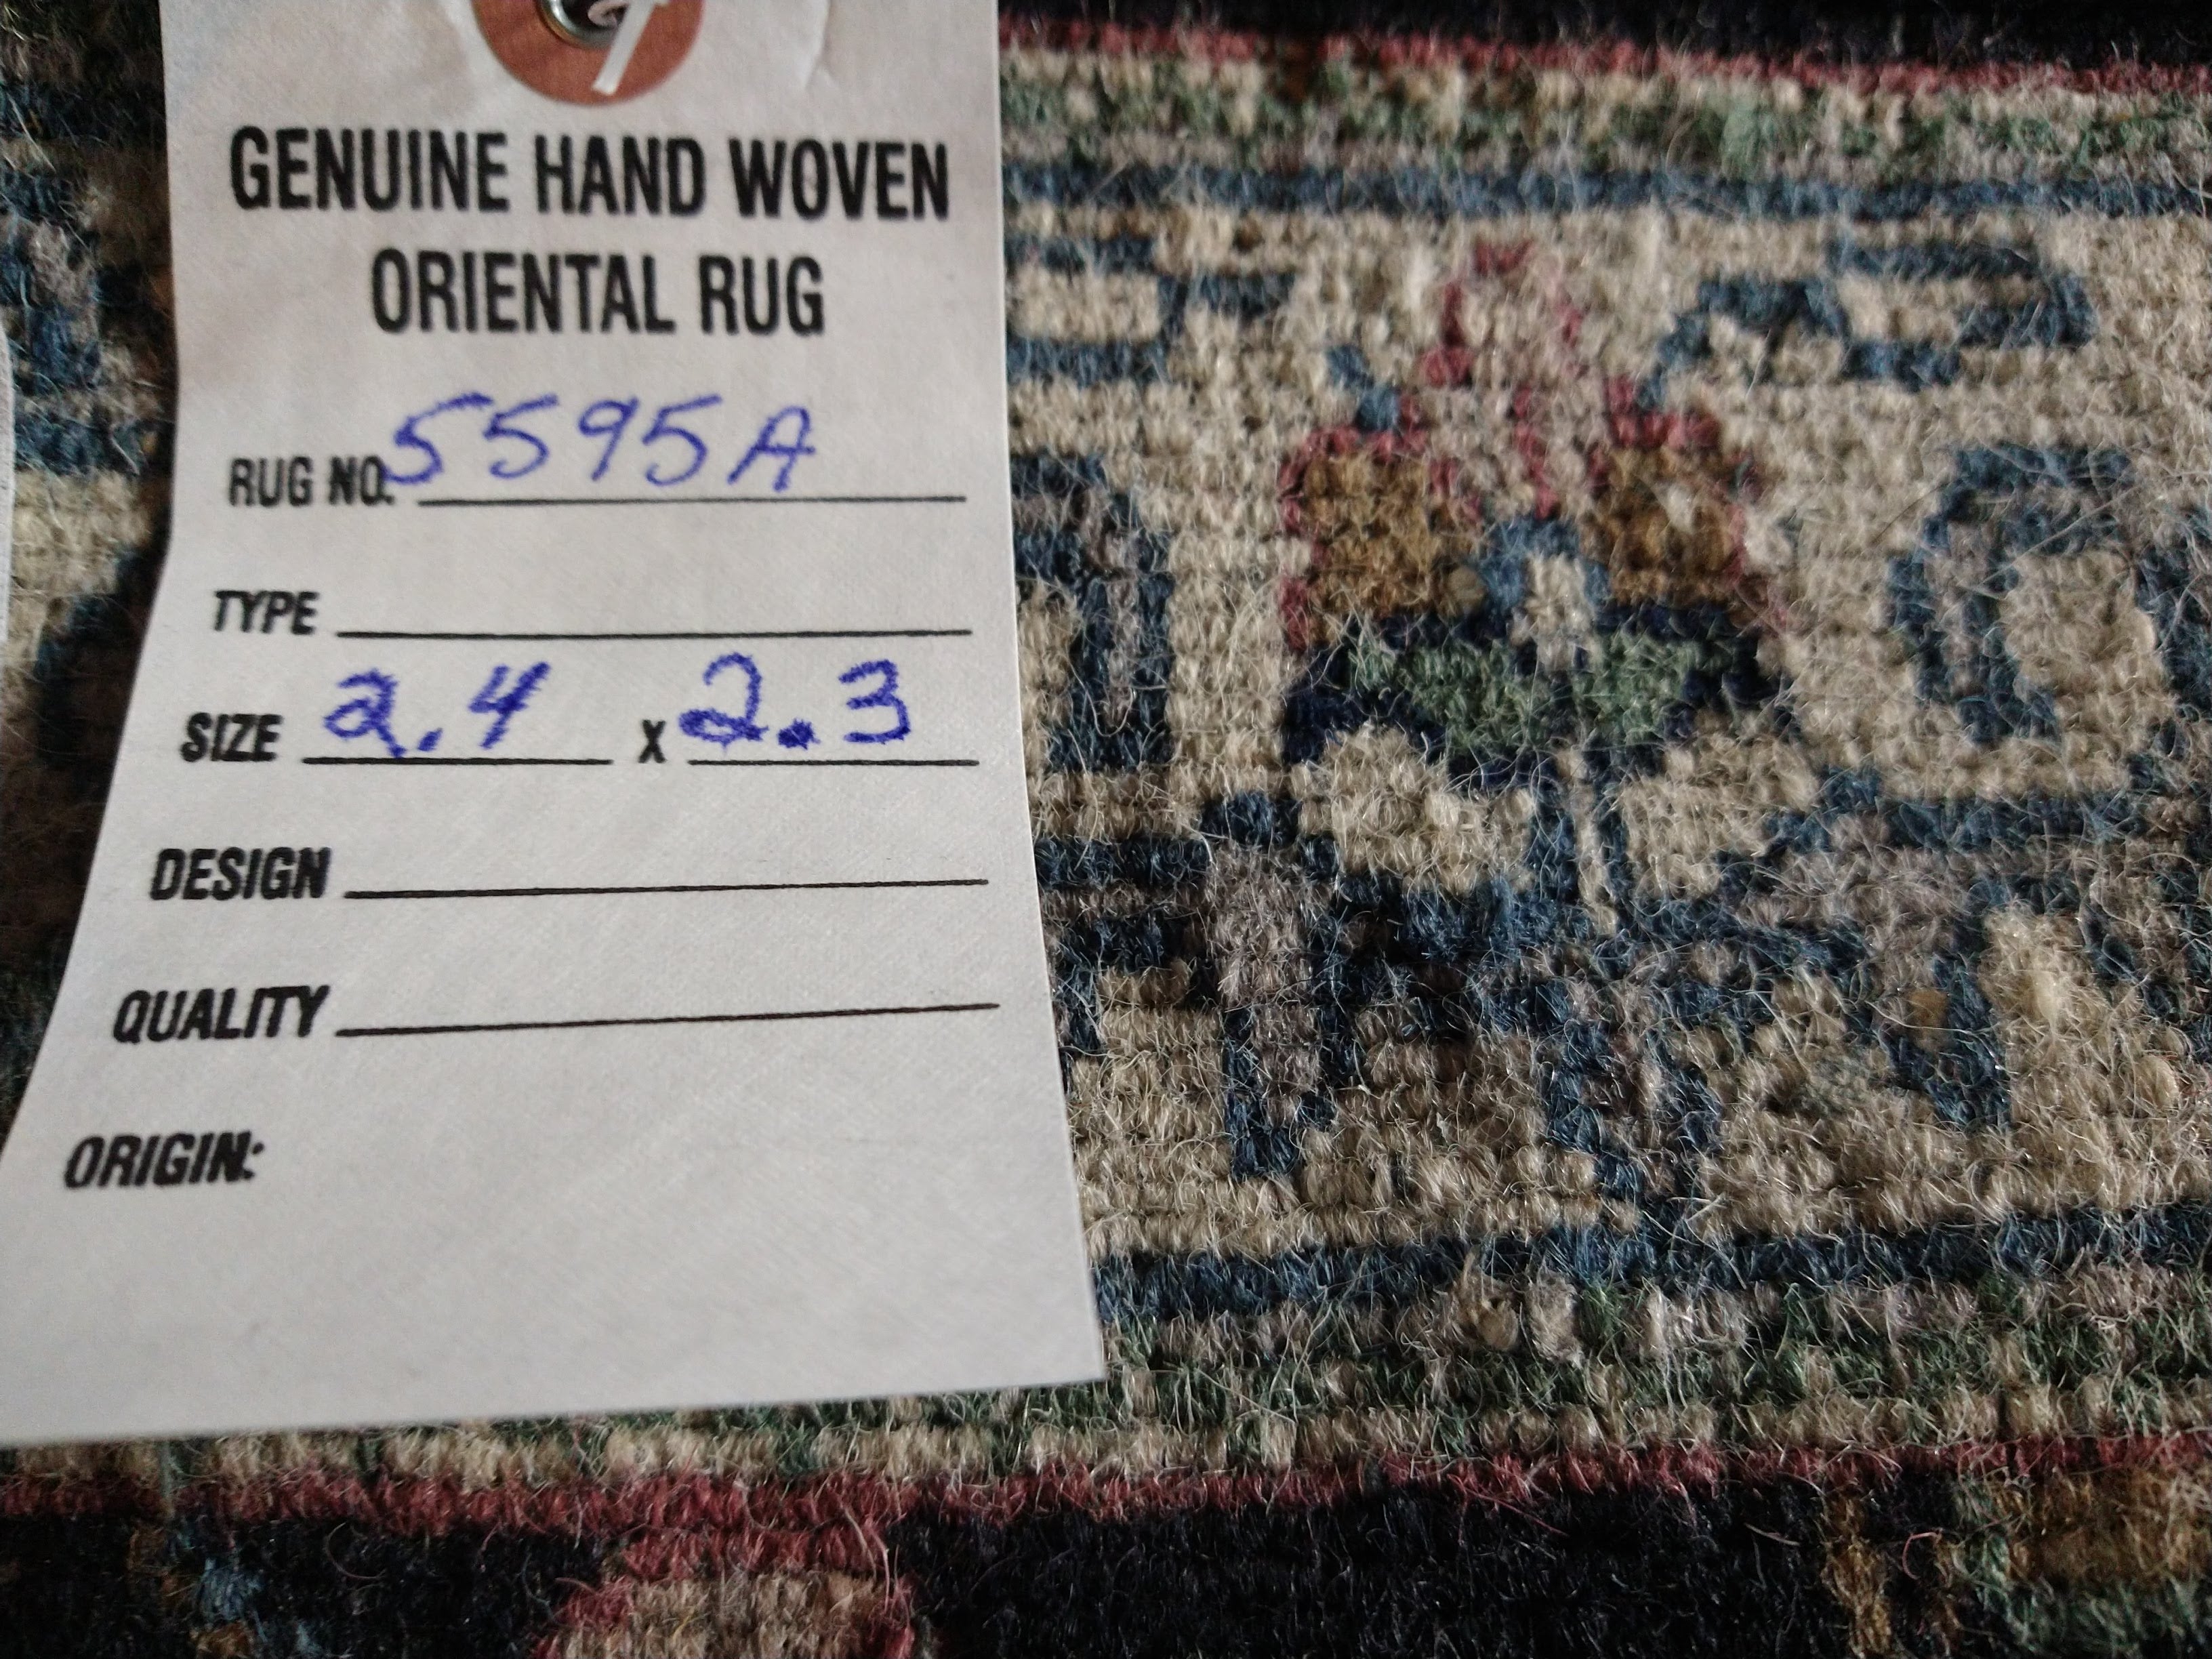 GENUINE HAND WOVEN
ORIENTAL RUG
RUG NO. 5595A
TYPE
SIZE 2.4 X 2.3
DESIGN
QUALITY
ORIGIN: